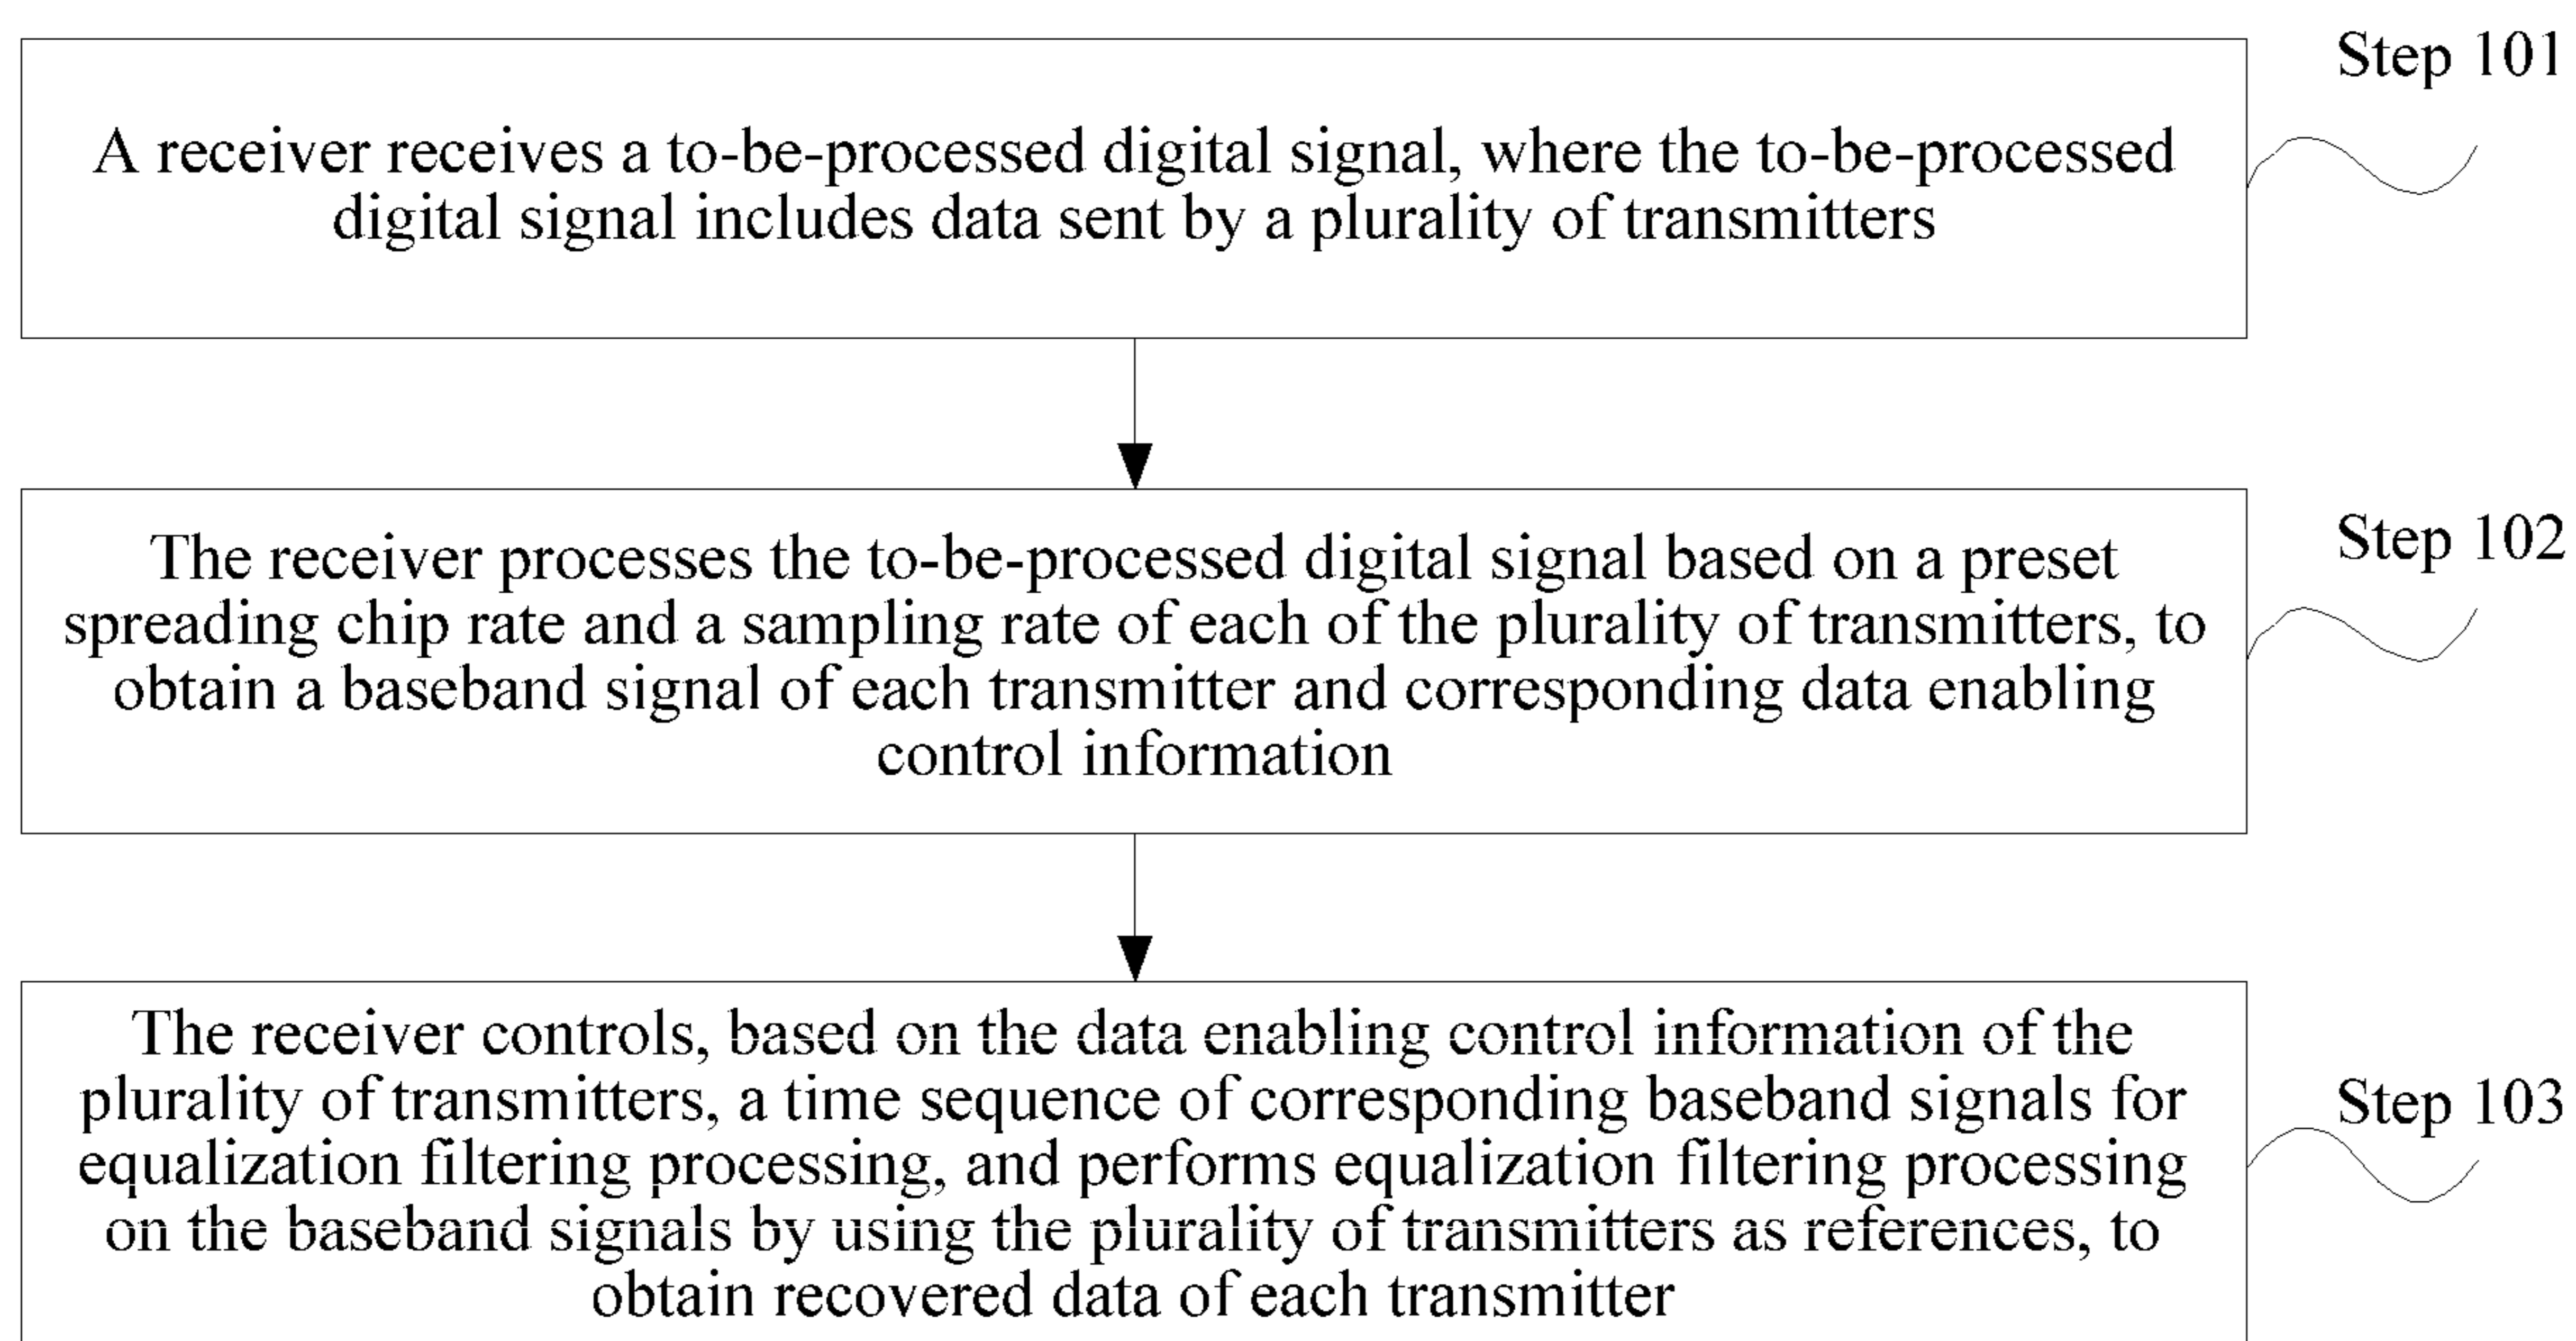 Step 101
A receiver receives a to-be-processed digital signal, where the to-be-processed
digital signal includes data sent by a plurality of transmitters
Step 102
The receiver processes the to-be-processed digital signal based on a preset
spreading chip rate and a sampling rate of each of the plurality of transmitters, to
obtain a baseband signal of each transmitter and corresponding data enabling
control information
Step 103
The receiver controls, based on the data enabling control information of the
plurality of transmitters, a time sequence of corresponding baseband signals for
equalization filtering processing, and performs equalization filtering processing
on the baseband signals by using the plurality of transmitters as references, to
obtain recovered data of each transmitter